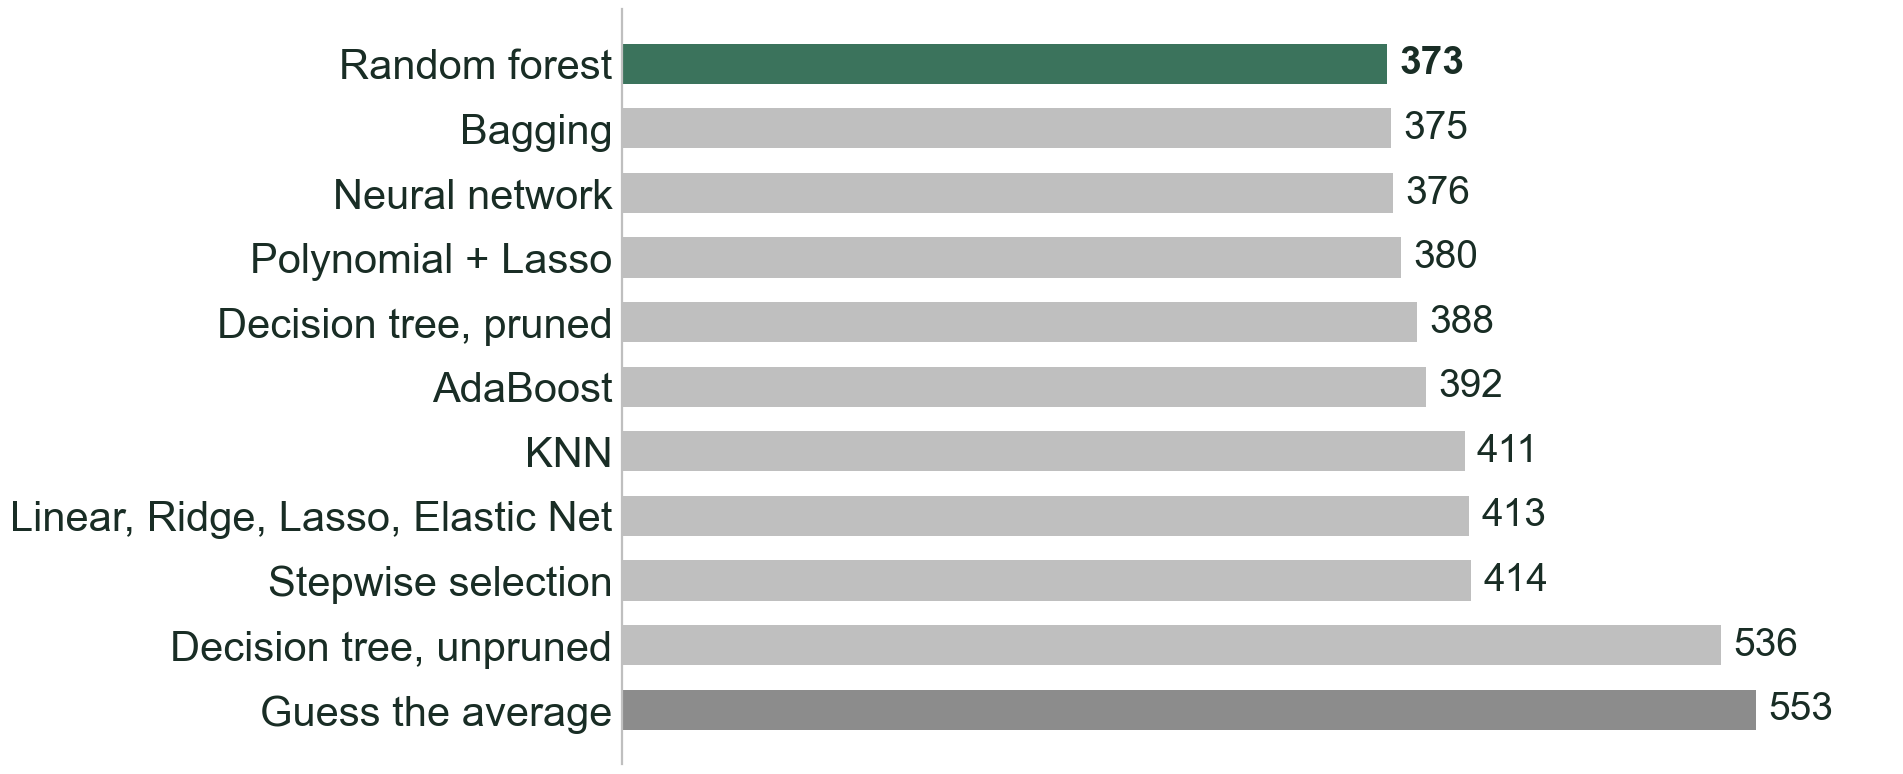 Random forest 373
Bagging 375
Neural network 376
Polynomial + Lasso 380
Decision tree, pruned 388
AdaBoost 392
KNN 411
Linear, Ridge, Lasso, Elastic Net 413
Stepwise selection 414
Decision tree, unpruned 536
Guess the average 553